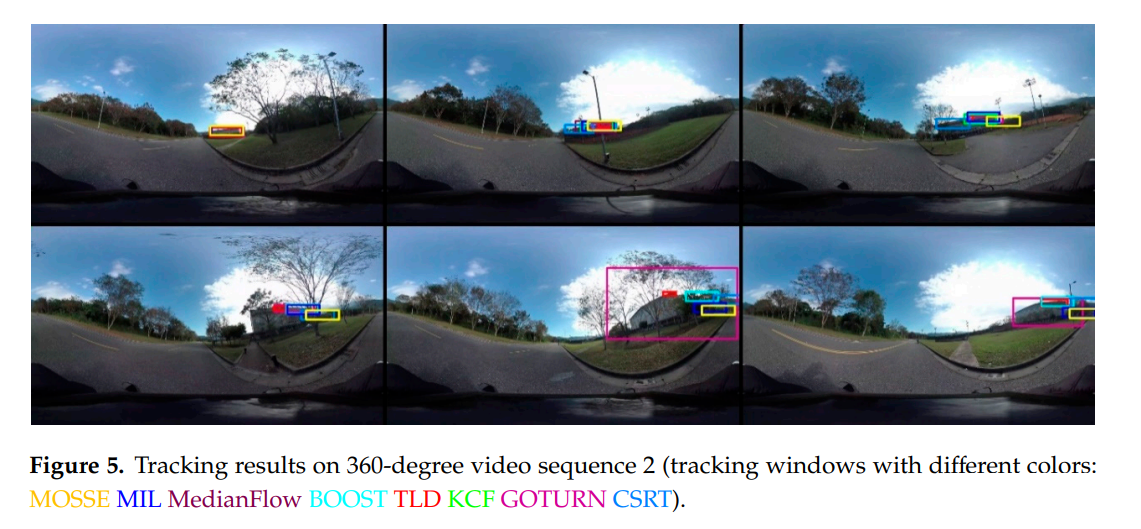 Figure 5. Tracking results on 360-degree video sequence 2 (tracking windows with different colors:
MOSSE MIL MedianFlow BOOST TLD KCF GOTURN CSRT).